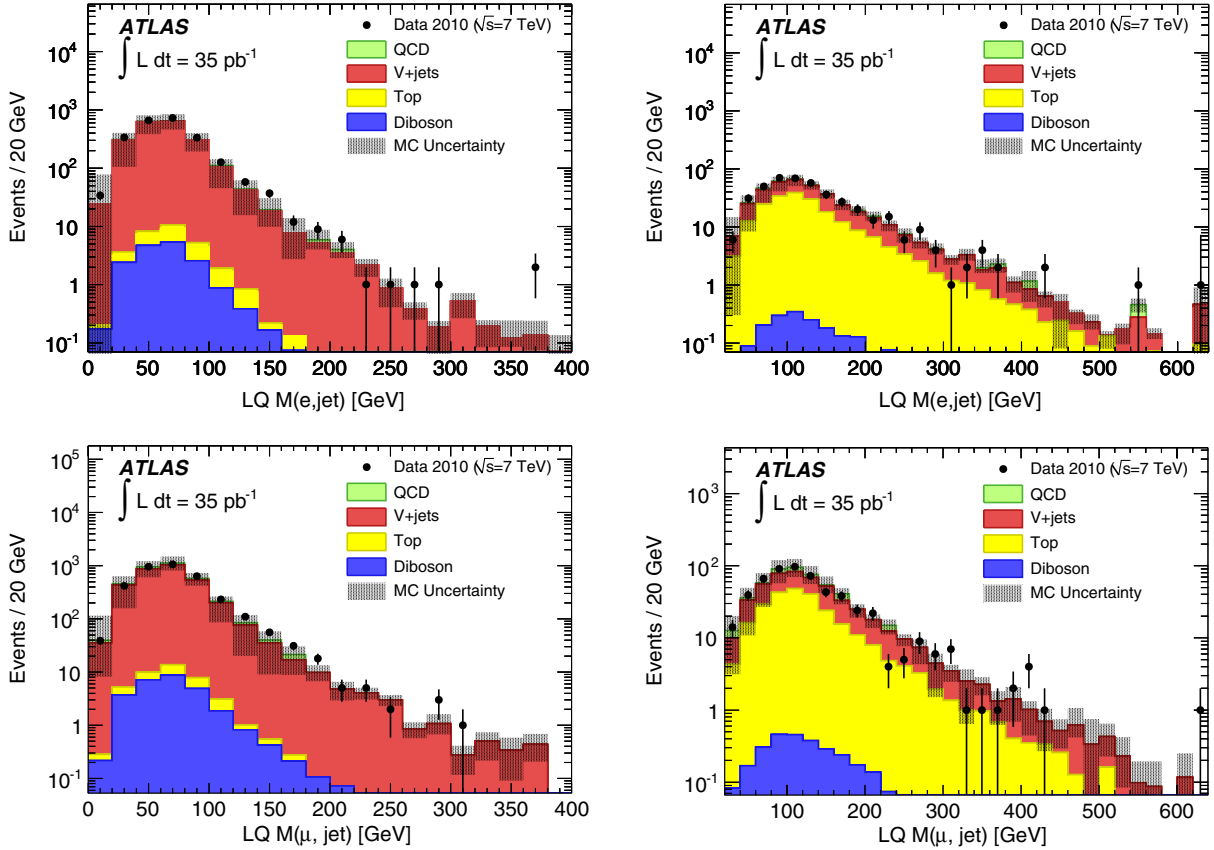 ATLAS
∫ L dt = 35 pb⁻¹
Data 2010 (√s=7 TeV)
QCD
V+jets
Top
Diboson
MC Uncertainty
Events / 20 GeV
10⁴
10³
10²
10
1
10⁻¹
0 50 100 150 200 250 300 350 400
LQ M(e,jet) [GeV]
ATLAS
∫ L dt = 35 pb⁻¹
Data 2010 (√s=7 TeV)
QCD
V+jets
Top
Diboson
MC Uncertainty
Events / 20 GeV
10⁴
10³
10²
10
1
10⁻¹
100 200 300 400 500 600
LQ M(e,jet) [GeV]
ATLAS
∫ L dt = 35 pb⁻¹
Data 2010 (√s=7 TeV)
QCD
V+jets
Top
Diboson
MC Uncertainty
Events / 20 GeV
10⁵
10⁴
10³
10²
10
1
10⁻¹
0 50 100 150 200 250 300 350 400
LQ M(μ, jet) [GeV]
ATLAS
∫ L dt = 35 pb⁻¹
Data 2010 (√s=7 TeV)
QCD
V+jets
Top
Diboson
MC Uncertainty
Events / 20 GeV
10³
10²
10
1
10⁻¹
100 200 300 400 500 600
LQ M(μ, jet) [GeV]